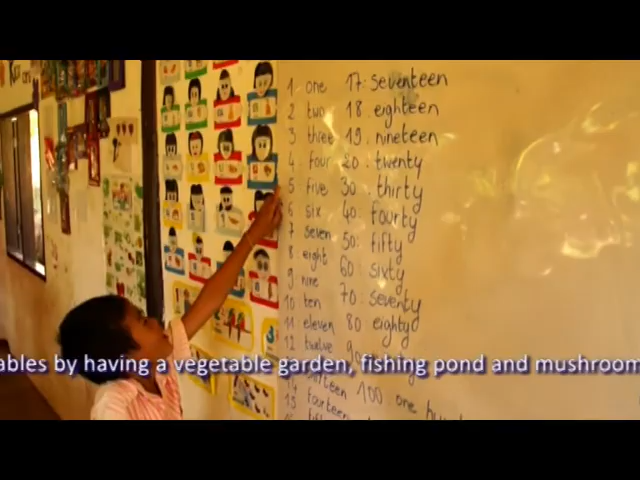 1 one 17. seventeen
2 two 18. eighteen
3 three 19. nineteen
4 four 20. twenty
5 five 30. thirty
6 six 40. fourty
7 seven 50. fifty
8 eight 60. sixty
9 nine 70. seventy
10 ten 80 eighty
11 eleven
12 twelve
ables by having a vegetable garden, fishing pond and mushroom
100 one
fourteen